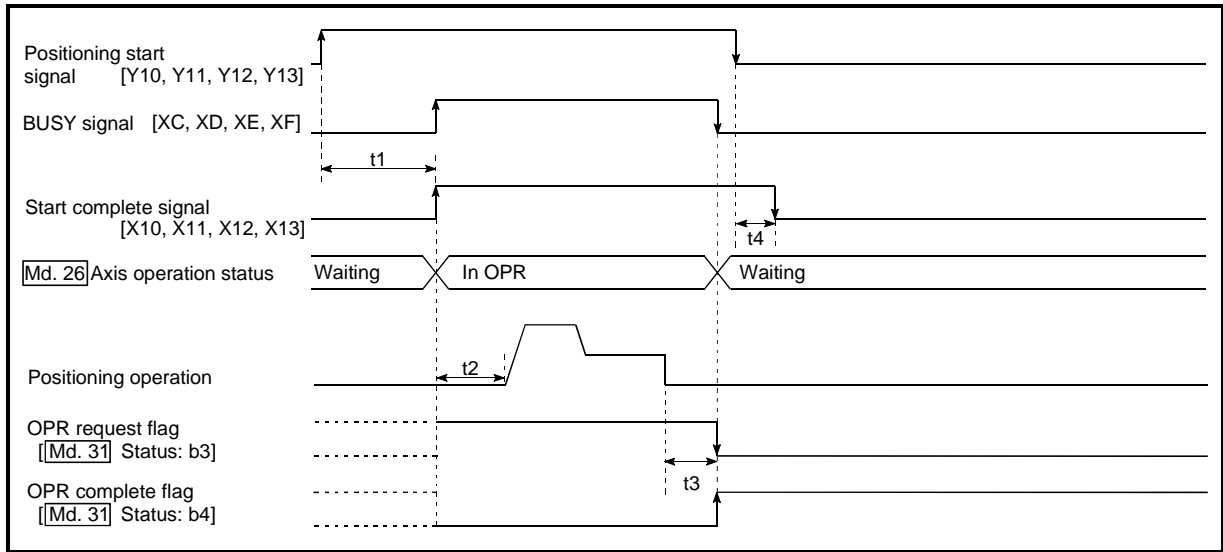 Positioning start
signal [Y10, Y11, Y12, Y13]
BUSY signal [XC, XD, XE, XF]
t1
Start complete signal
[X10, X11, X12, X13]
t4
Md. 26 Axis operation status Waiting In OPR Waiting
t2
Positioning operation
OPR request flag
[Md. 31 Status: b3]
t3
OPR complete flag
[Md. 31 Status: b4]